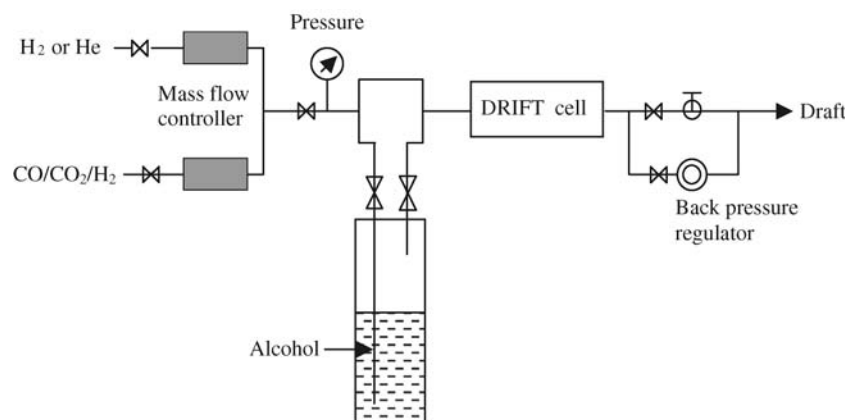 Pressure
H₂ or He
Mass flow
controller
DRIFT cell
Draft
CO/CO₂/H₂
Back pressure
regulator
Alcohol